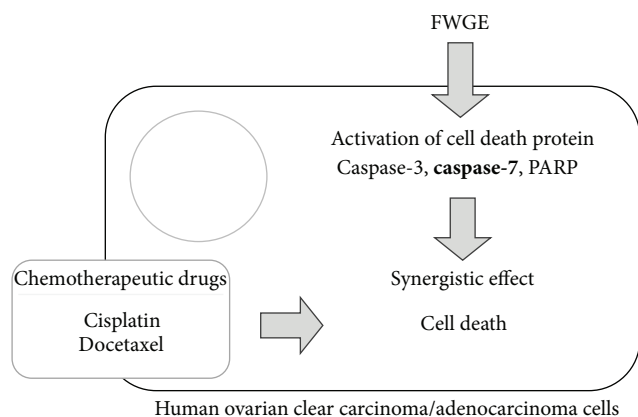 FWGE
Activation of cell death protein
Caspase-3, caspase-7, PARP
Chemotherapeutic drugs
Cisplatin
Docetaxel
Synergistic effect
Cell death
Human ovarian clear carcinoma/adenocarcinoma cells